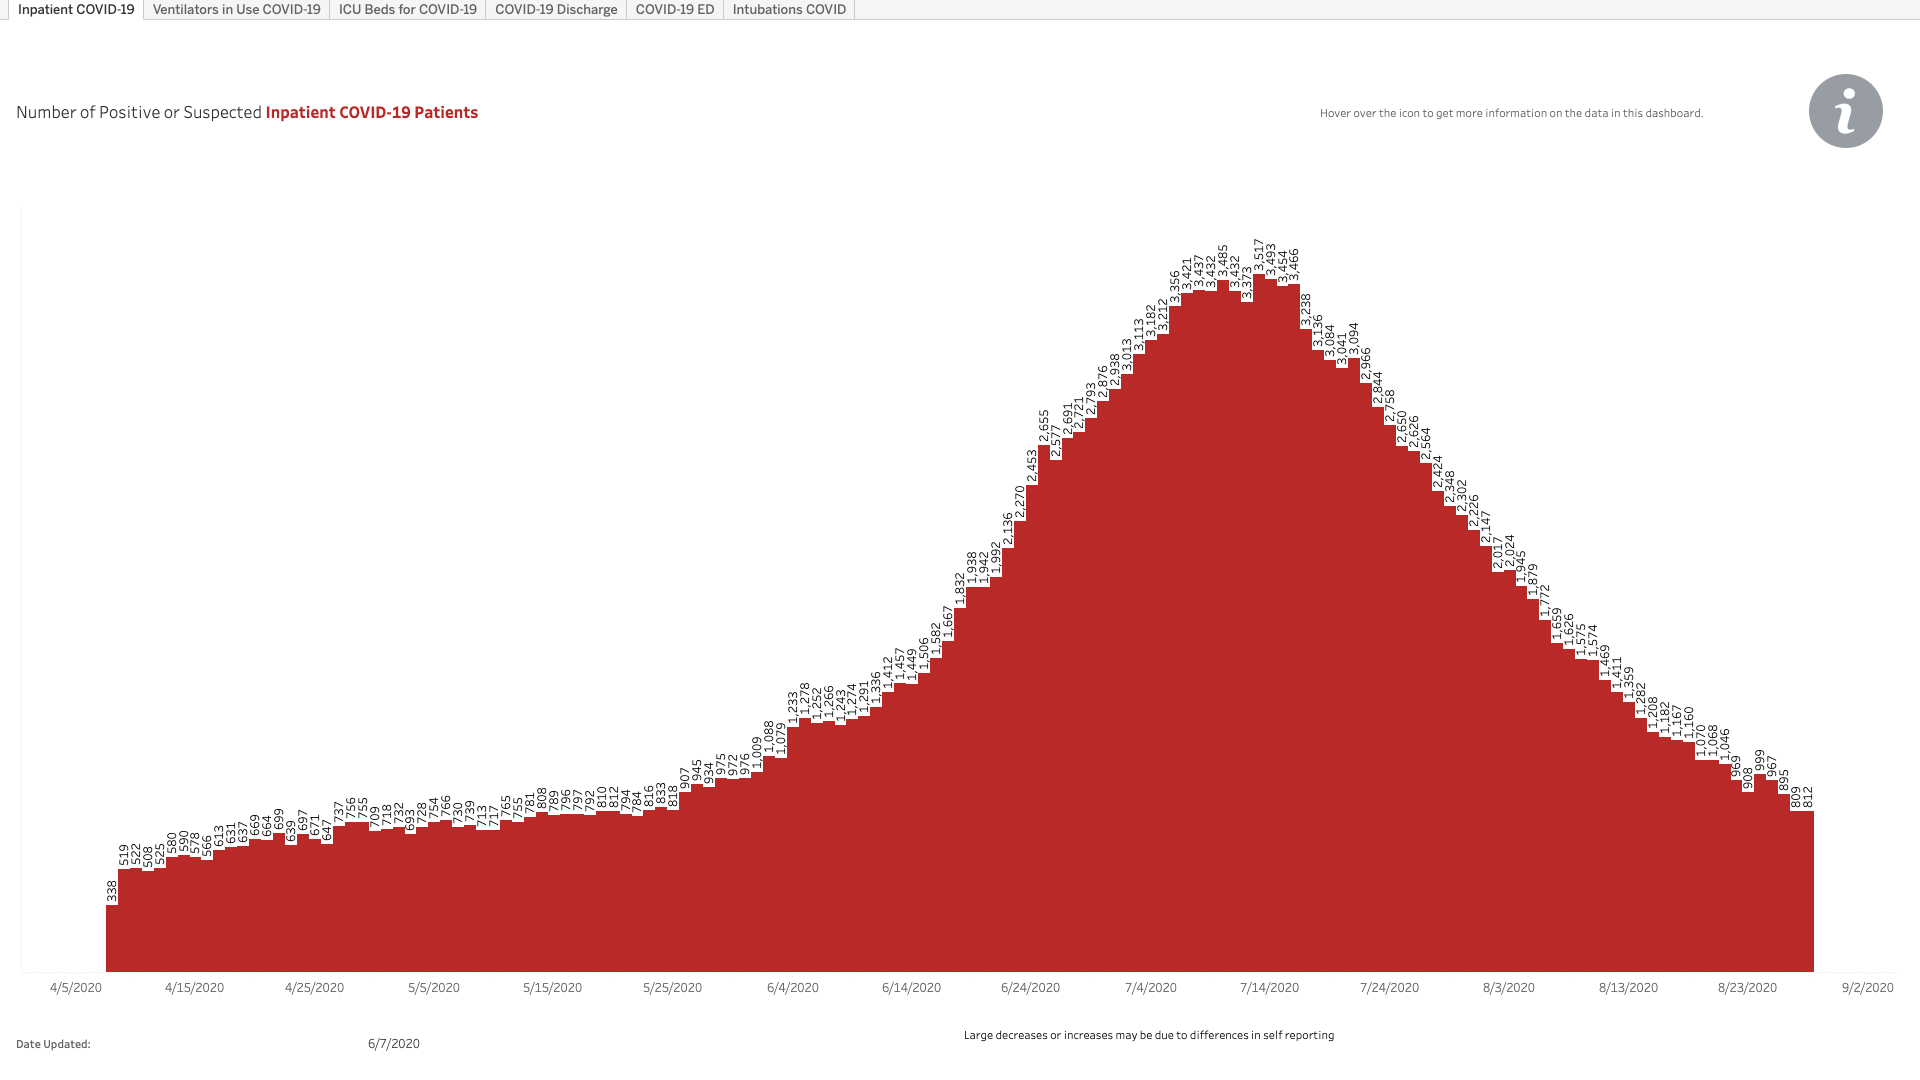 Inpatient COVID-19 Ventilators in Use COVID-19 ICU Beds for COVID-19 COVID-19 Discharge COVID-19 ED Intubations COVID
Number of Positive or Suspected Inpatient COVID-19 Patients
Hover over the icon to get more information on the data in this dashboard.
i
338 519 522 508 525 580 590 578 566 613 631 637 669 664 699 639 697 671 647 737 756 755 709 718 732 693 728 754 766 730 739 713 717 765 755 781 808 789 796 797 792 810 812 794 784 816 833 818 907 945 934 975 972 976 1,009 1,088 1,079 1,233 1,278 1,252 1,266 1,243 1,274 1,291 1,336 1,412 1,457 1,449 1,506 1,582 1,667 1,832 1,938 1,942 1,992 2,136 2,270 2,453 2,655 2,577 2,691 2,721 2,793 2,876 2,938 3,013 3,113 3,182 3,212 3,356 3,421 3,437 3,432 3,485 3,432 3,373 3,517 3,493 3,454 3,466 3,238 3,136 3,084 3,041 3,094 2,966 2,844 2,758 2,650 2,626 2,564 2,424 2,348 2,302 2,226 2,147 2,017 2,024 1,945 1,879 1,772 1,659 1,626 1,575 1,574 1,469 1,411 1,359 1,282 1,208 1,182 1,167 1,160 1,070 1,068 1,046 969 908 999 967 895 809 812
4/5/2020 4/15/2020 4/25/2020 5/5/2020 5/15/2020 5/25/2020 6/4/2020 6/14/2020 6/24/2020 7/4/2020 7/14/2020 7/24/2020 8/3/2020 8/13/2020 8/23/2020 9/2/2020
Large decreases or increases may be due to differences in self reporting
Date Updated: 6/7/2020